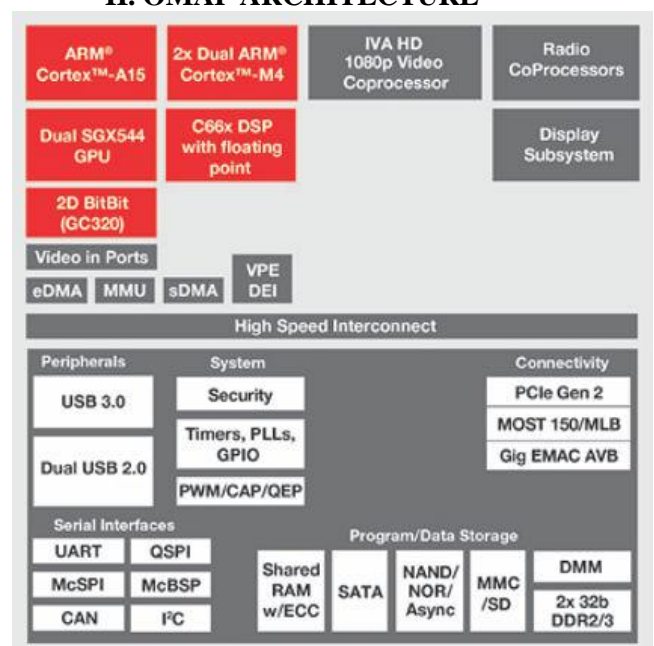 II. OMAP ARCHITECTURE
ARM®
Cortex™-A15
2x Dual ARM®
Cortex™-M4
IVA HD
1080p Video
Coprocessor
Radio
CoProcessors
Dual SGX544
GPU
C66x DSP
with floating
point
Display
Subsystem
2D BitBit
(GC320)
Video in Ports
eDMA
MMU
sDMA
VPE
DEI
High Speed Interconnect
Peripherals
USB 3.0
Dual USB 2.0
System
Security
Timers, PLLs,
GPIO
PWM/CAP/QEP
Connectivity
PCIe Gen 2
MOST 150/MLB
Gig EMAC AVB
Serial Interfaces
UART
QSPI
McSPI
McBSP
CAN
I²C
Program/Data Storage
Shared
RAM
w/ECC
SATA
NAND/
NOR/
Async
MMC
/SD
DMM
2x 32b
DDR2/3